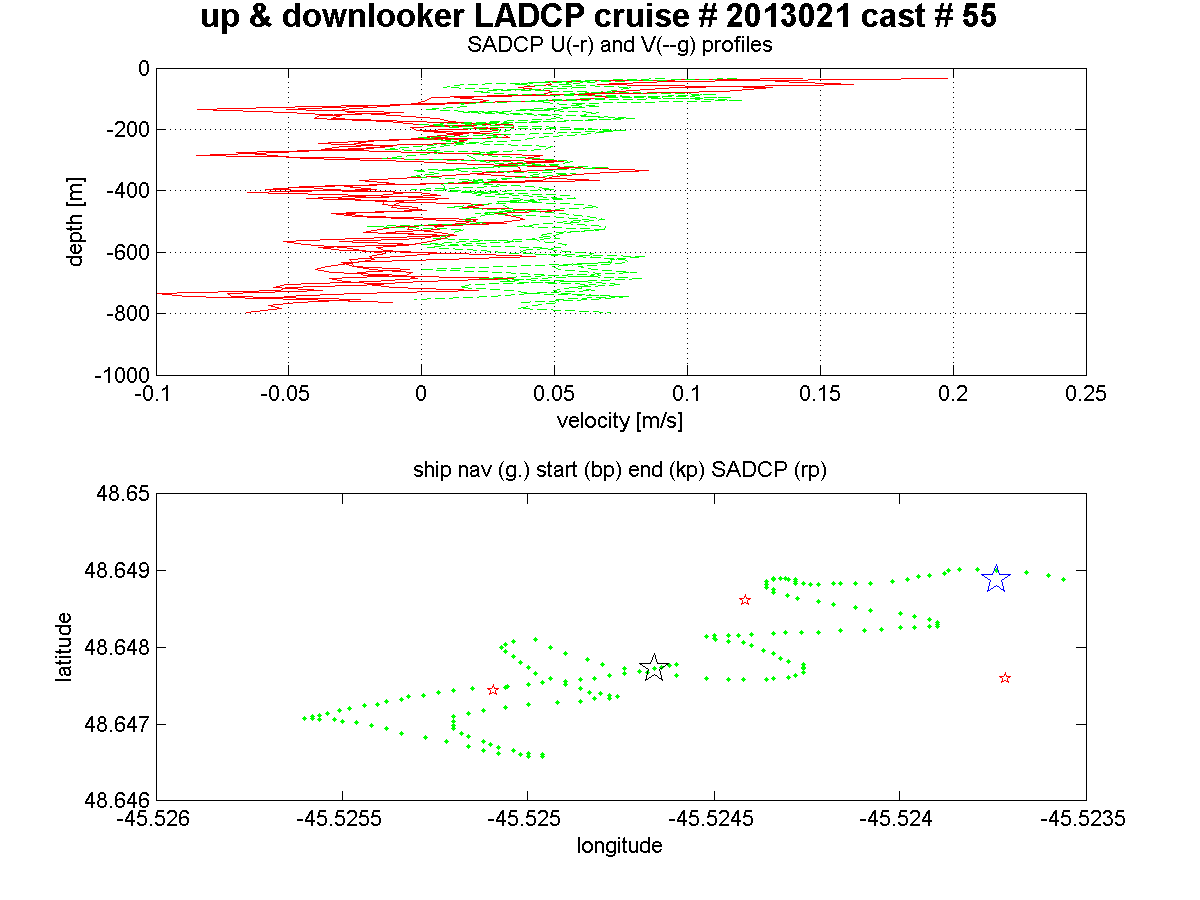 up & downlooker LADCP cruise # 2013021 cast # 55
SADCP U(-r) and V(--g) profiles
0
-200
-400
-600
-800
-1000
depth [m]
-0.1 -0.05 0 0.05 0.1 0.15 0.2 0.25
velocity [m/s]
ship nav (g.) start (bp) end (kp) SADCP (rp)
48.65
48.649
48.648
48.647
48.646
latitude
-45.526 -45.5255 -45.525 -45.5245 -45.524 -45.5235
longitude